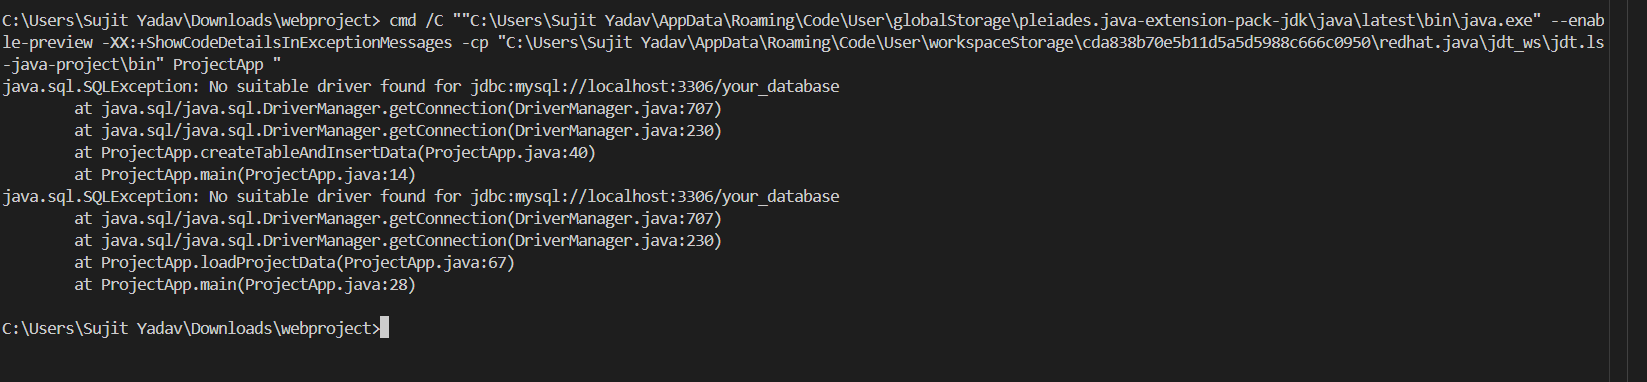 C:\Users\Sujit Yadav\Downloads\webproject> cmd /C ""C:\Users\Sujit Yadav\AppData\Roaming\Code\User\globalStorage\pleiades.java-extension-pack-jdk\java\latest\bin\java.exe" --enab
le-preview -XX:+ShowCodeDetailsInExceptionMessages -cp "C:\Users\Sujit Yadav\AppData\Roaming\Code\User\workspaceStorage\cda838b70e5b11d5a5d5988c666c0950\redhat.java\jdt_ws\jdt.ls
-java-project\bin" ProjectApp "
java.sql.SQLException: No suitable driver found for jdbc:mysql://localhost:3306/your_database
        at java.sql/java.sql.DriverManager.getConnection(DriverManager.java:707)
        at java.sql/java.sql.DriverManager.getConnection(DriverManager.java:230)
        at ProjectApp.createTableAndInsertData(ProjectApp.java:40)
        at ProjectApp.main(ProjectApp.java:14)
java.sql.SQLException: No suitable driver found for jdbc:mysql://localhost:3306/your_database
        at java.sql/java.sql.DriverManager.getConnection(DriverManager.java:707)
        at java.sql/java.sql.DriverManager.getConnection(DriverManager.java:230)
        at ProjectApp.loadProjectData(ProjectApp.java:67)
        at ProjectApp.main(ProjectApp.java:28)
C:\Users\Sujit Yadav\Downloads\webproject>